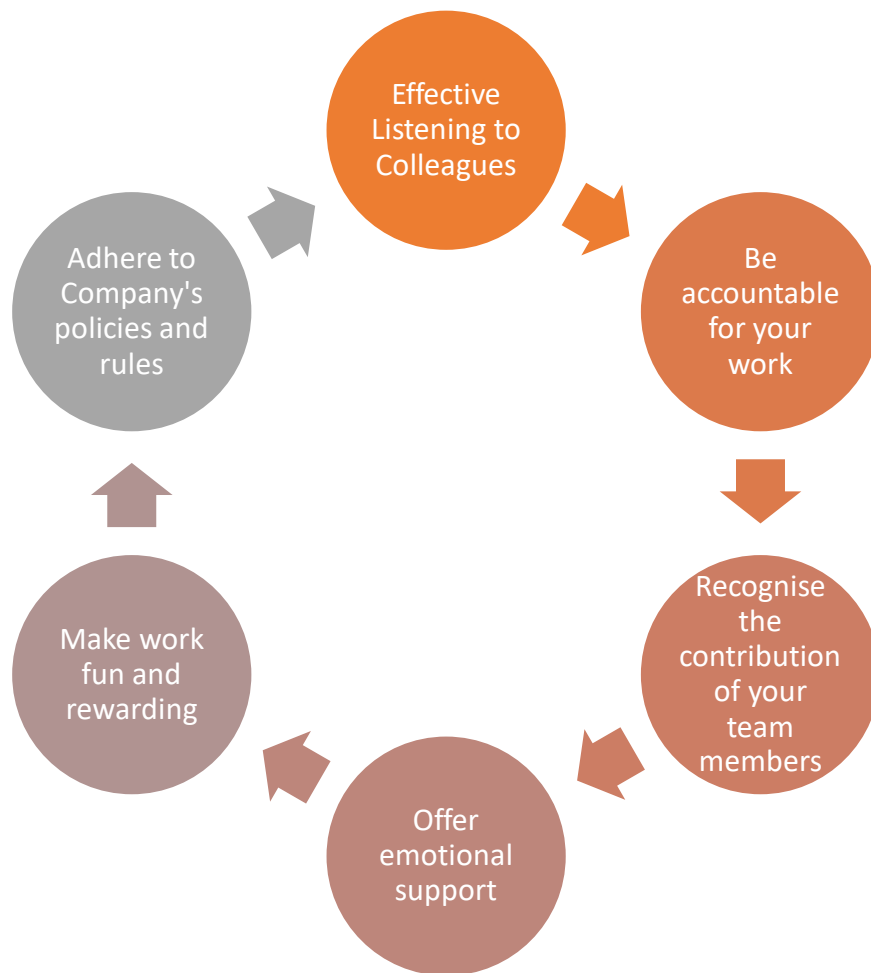 Effective
Listening to
Colleagues
Be
accountable
for your
work
Recognise
the
contribution
of your
team
members
Offer
emotional
support
Make work
fun and
rewarding
Adhere to
Company's
policies and
rules